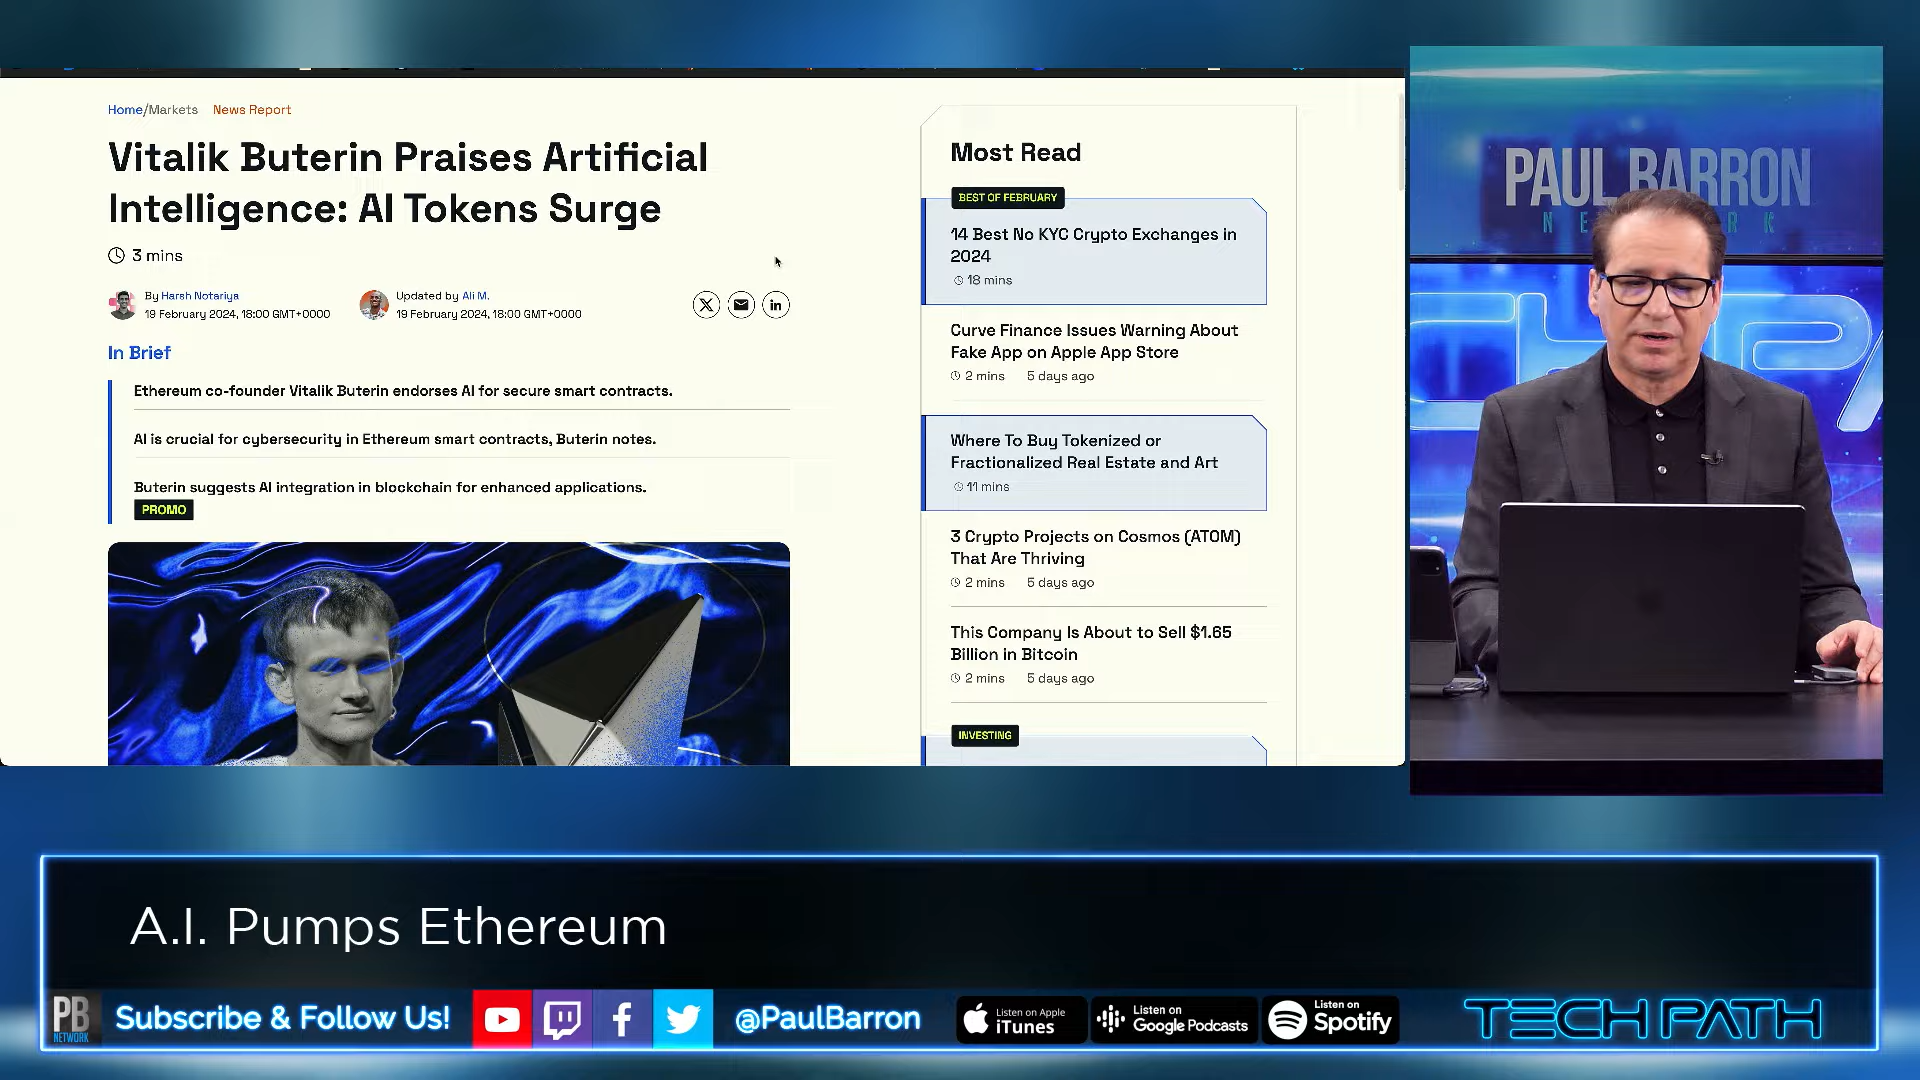 Home/Markets News Report
Vitalik Buterin Praises Artificial
Intelligence: AI Tokens Surge
3 mins
By Harsh Notariya
19 February 2024, 18:00 GMT+0000
Updated by Ali M.
19 February 2024, 18:00 GMT+0000
In Brief
Ethereum co-founder Vitalik Buterin endorses AI for secure smart contracts.
AI is crucial for cybersecurity in Ethereum smart contracts, Buterin notes.
Buterin suggests AI integration in blockchain for enhanced applications.
PROMO
Most Read
BEST OF FEBRUARY
14 Best No KYC Crypto Exchanges in
2024
18 mins
Curve Finance Issues Warning About
Fake App on Apple App Store
2 mins 5 days ago
Where To Buy Tokenized or
Fractionalized Real Estate and Art
11 mins
3 Crypto Projects on Cosmos (ATOM)
That Are Thriving
2 mins 5 days ago
This Company Is About to Sell $1.65
Billion in Bitcoin
2 mins 5 days ago
INVESTING
PAUL BARRON
A.I. Pumps Ethereum
PB
NETWORK
Subscribe & Follow Us!
@PaulBarron
Listen on Apple
iTunes
Listen on
Google Podcasts
Listen on
Spotify
TECH PATH